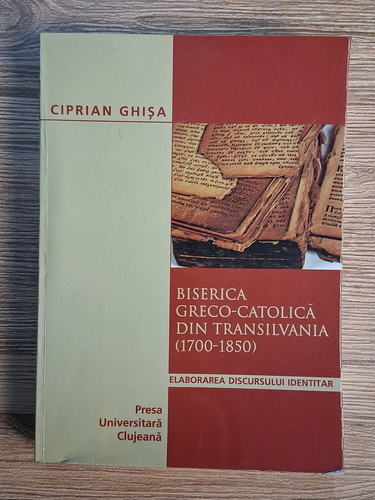 CIPRIAN GHIȘA
BISERICA
GRECO-CATOLICĂ
DIN TRANSILVANIA
(1700-1850)
ELABORAREA DISCURSULUI IDENTITAR
Presa
Universitară
Clujeană